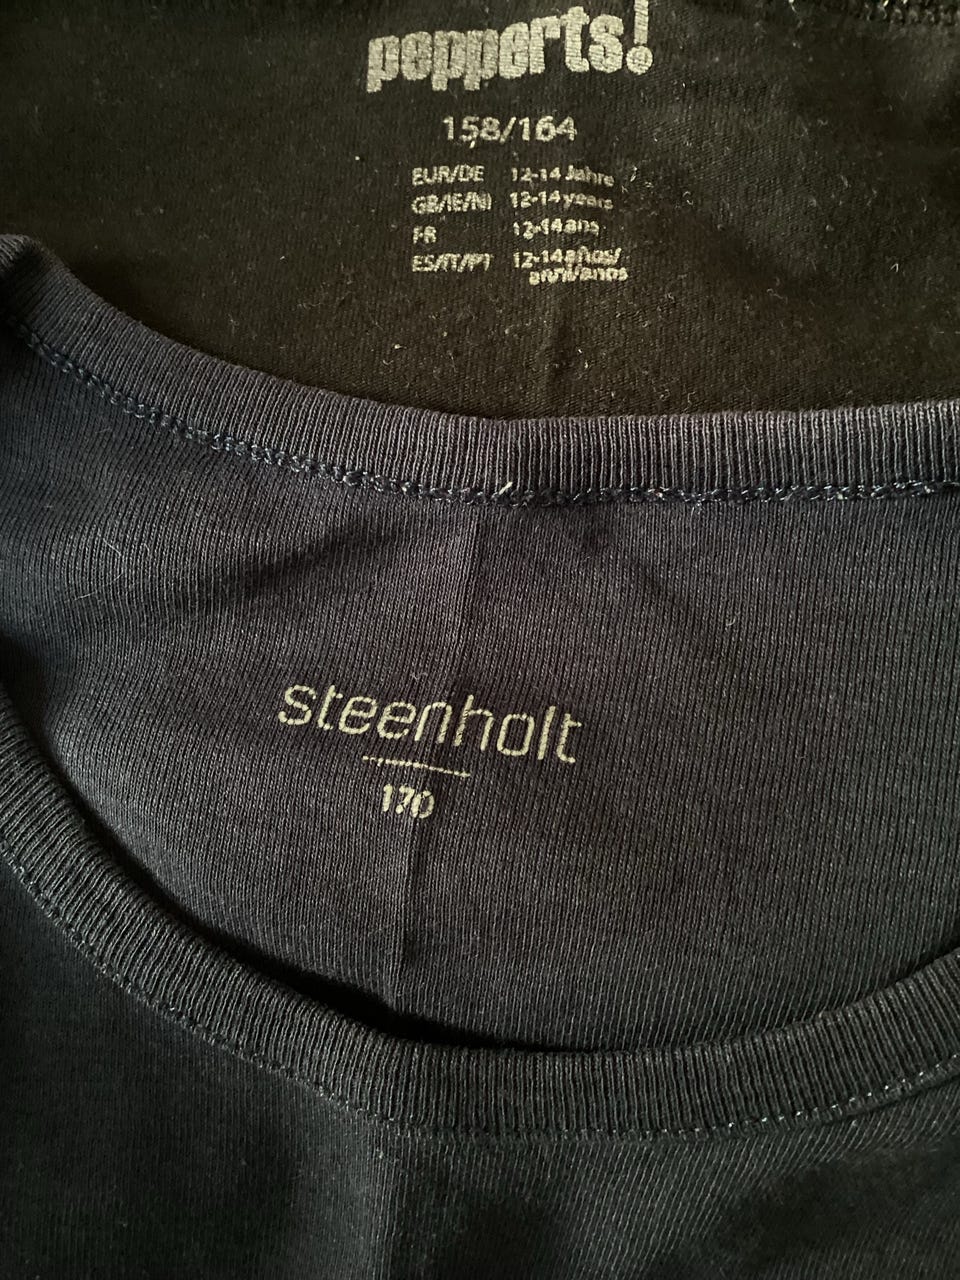 pepperts!
158/164
EUR/DE 12-14 Jahre
GB/IE/NI 12-14 years
FR 12-14 ans
ES/IT/PT 12-14 años/
anni/anos
steenholt
170